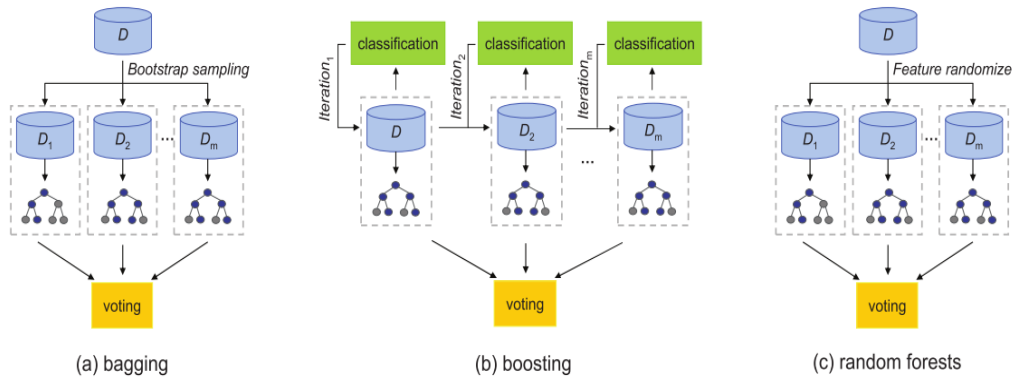 D
Bootstrap sampling
D1
D2
...
Dm
voting
(a) bagging
classification
classification
classification
Iteration1
Iteration2
Iterationm
D
D2
...
Dm
voting
(b) boosting
D
Feature randomize
D1
D2
...
Dm
voting
(c) random forests